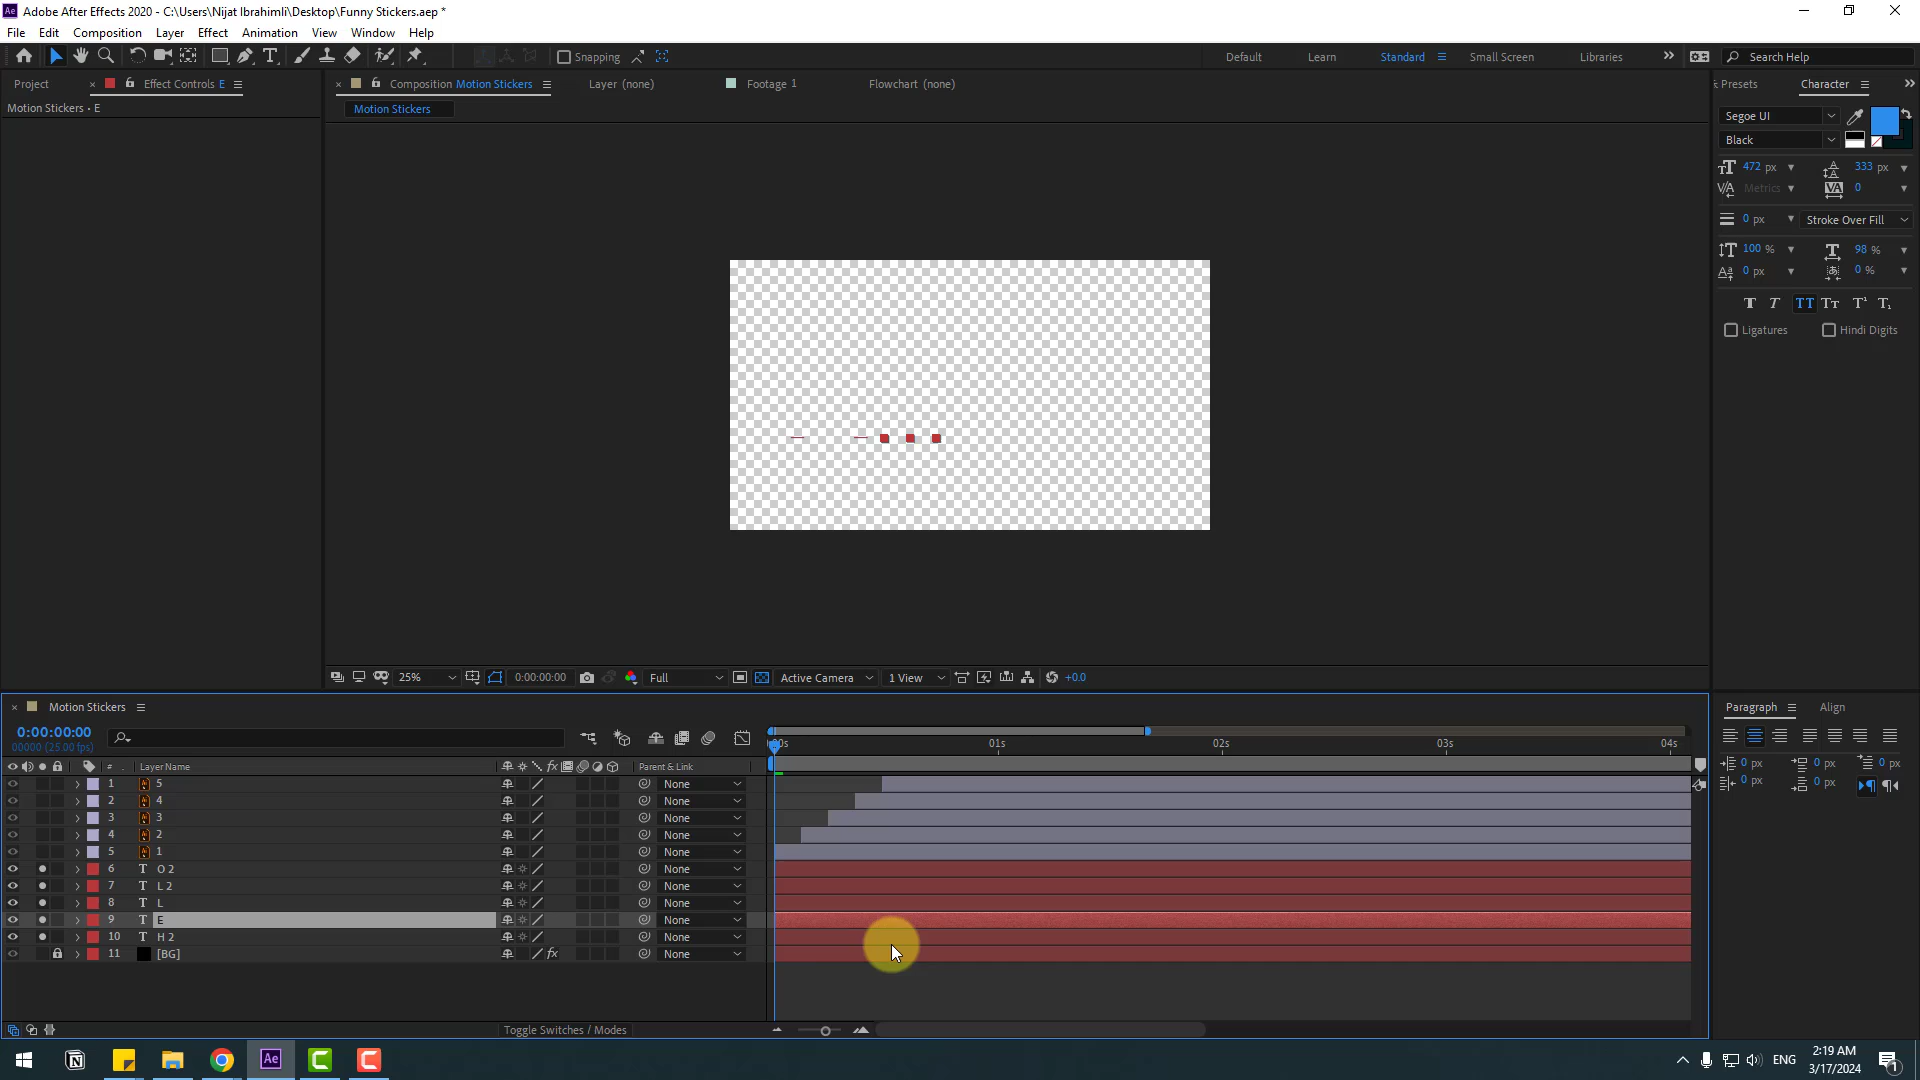 Adobe After Effects 2020 - C:\Users\Nijat Ibrahimli\Desktop\Funny Stickers.aep *
File Edit Composition Layer Effect Animation View Window Help
Snapping Default Learn Standard Small Screen Libraries Search Help
Project Effect Controls E Composition Motion Stickers Layer (none) Footage 1 Flowchart (none) Presets Character
Motion Stickers • E Motion Stickers
Segoe UI
Black
472 px 333 px
Metrics 0
0 px Stroke Over Fill
100 % 98 %
0 px 0 %
Ligatures Hindi Digits
25% 0:00:00:00 Full Active Camera 1 View +0.0
Motion Stickers Paragraph Align
0:00:00:00
00000 (25.00 fps) :00s 01s 02s 03s 04s
# Layer Name Parent & Link 0 px 0 px 0 px
1 5 None 0 px 0 px
2 4 None
3 3 None
4 2 None
5 1 None
6 T O 2 None
7 T L 2 None
8 T L None
9 T E None
10 T H 2 None
11 [BG] fx None
Toggle Switches / Modes
Ae ENG 2:19 AM
3/17/2024 1